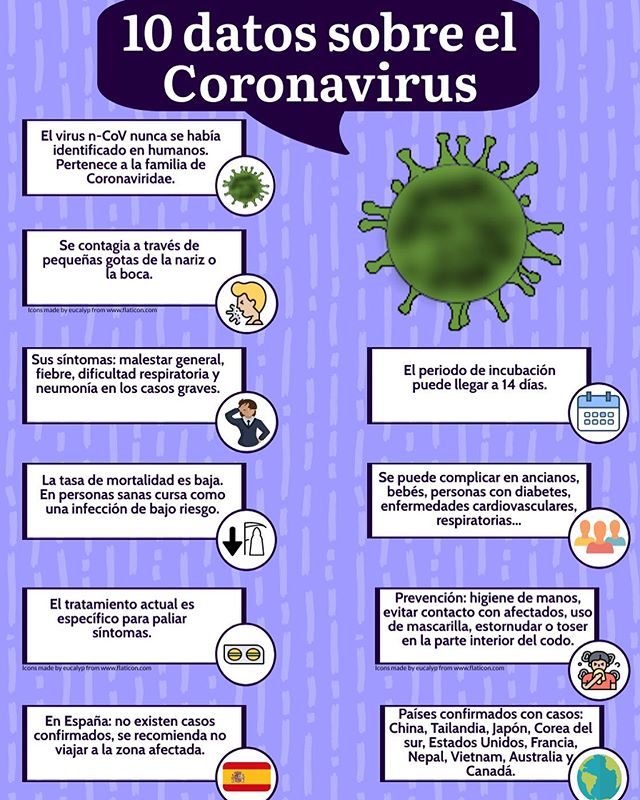 10 datos sobre el
Coronavirus
El virus n-CoV nunca se había
identificado en humanos.
Pertenece a la familia de
Coronaviridae.
Se contagia a través de
pequeñas gotas de la nariz o
la boca.
Icons made by eucalyp from www.flaticon.com
Sus síntomas: malestar general,
fiebre, dificultad respiratoria y
neumonía en los casos graves.
La tasa de mortalidad es baja.
En personas sanas cursa como
una infección de bajo riesgo.
El tratamiento actual es
específico para paliar
síntomas.
Icons made by eucalyp from www.flaticon.com
En España: no existen casos
confirmados, se recomienda no
viajar a la zona afectada.
El periodo de incubación
puede llegar a 14 días.
Se puede complicar en ancianos,
bebés, personas con diabetes,
enfermedades cardiovasculares,
respiratorias...
Prevención: higiene de manos,
evitar contacto con afectados, uso
de mascarilla, estornudar o toser
en la parte interior del codo.
Icons made by eucalyp from www.flaticon.com
Países confirmados con casos:
China, Tailandia, Japón, Corea del
sur, Estados Unidos, Francia,
Nepal, Vietnam, Australia y
Canadá.